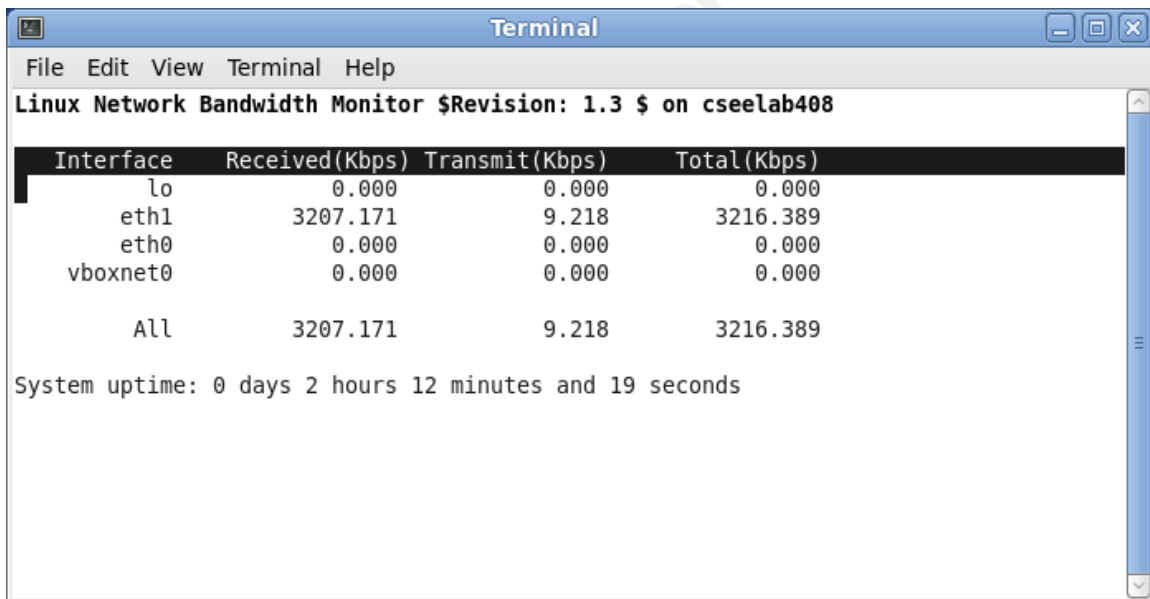 Terminal
File Edit View Terminal Help
Linux Network Bandwidth Monitor $Revision: 1.3 $ on cseelab408
Interface Received(Kbps) Transmit(Kbps) Total(Kbps)
lo 0.000 0.000 0.000
eth1 3207.171 9.218 3216.389
eth0 0.000 0.000 0.000
vboxnet0 0.000 0.000 0.000
All 3207.171 9.218 3216.389
System uptime: 0 days 2 hours 12 minutes and 19 seconds